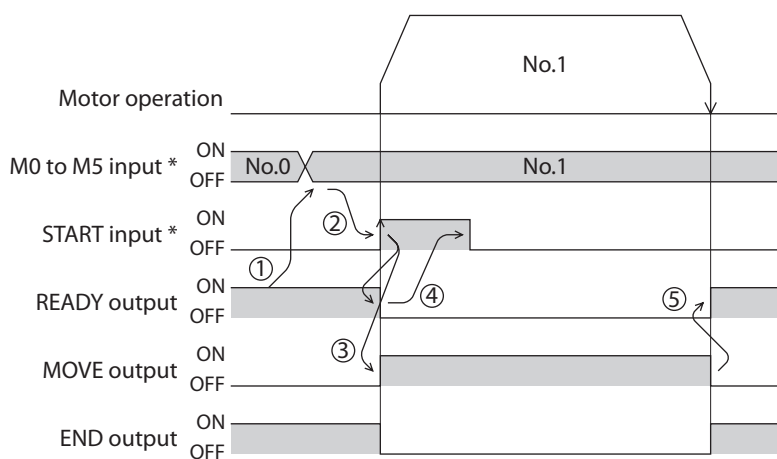 No.1
Motor operation
M0 to M5 input *
ON
OFF
No.0
No.1
START input *
ON
OFF
②
①
④
READY output
ON
OFF
⑤
③
MOVE output
ON
OFF
END output
ON
OFF